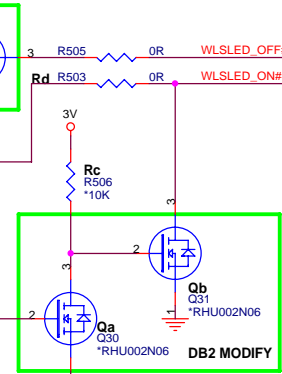 3 R505 0R WLSLED_OFF
Rd R503 0R WLSLED_ON#
3V
Rc
R506
*10K
3
2
3
Qb
Q31
*RHU002N06
1
2
Qa
Q30
*RHU002N06
DB2 MODIFY